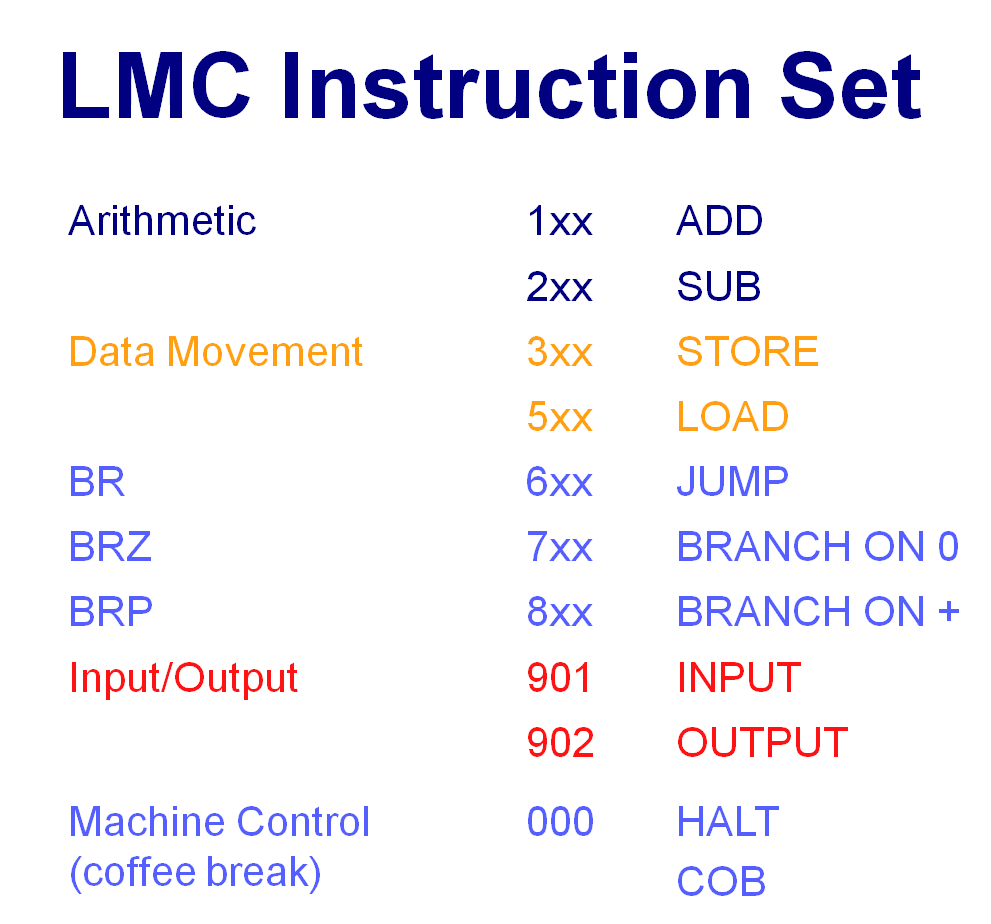 LMC Instruction Set
Arithmetic 1xx ADD
2xx SUB
Data Movement 3xx STORE
5xx LOAD
BR 6xx JUMP
BRZ 7xx BRANCH ON 0
BRP 8xx BRANCH ON +
Input/Output 901 INPUT
902 OUTPUT
Machine Control 000 HALT
(coffee break) COB